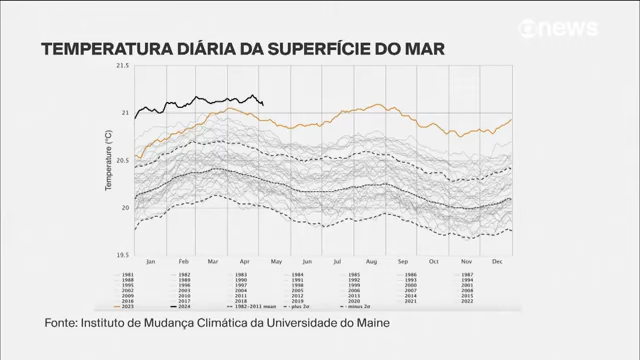 news
TEMPERATURA DIÁRIA DA SUPERFÍCIE DO MAR
21.5
21
20.5
20
19.5
Temperature (°C)
Jan Feb Mar Apr May Jun Jul Aug Sep Oct Nov Dec
1981 1982 1983 1984 1985 1986 1987
1988 1989 1990 1991 1992 1993 1994
1995 1996 1997 1998 1999 2000 2001
2002 2003 2004 2005 2006 2007 2008
2009 2010 2011 2012 2013 2014 2015
2016 2017 2018 2019 2020 2021 2022
2023 2024 1982-2011 mean plus 2σ minus 2σ
Fonte: Instituto de Mudança Climática da Universidade do Maine